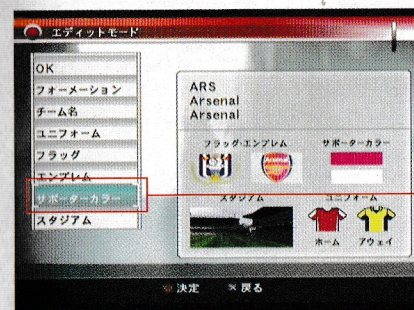 エディットモード
OK
フォーメーション
チーム名
ユニフォーム
フラッグ
エンブレム
サポーターカラー
スタジアム
ARS
Arsenal
Arsenal
フラッグ・エンブレム
サポーターカラー
スタジアム
ユニフォーム
ホーム
アウェイ
決定
× 戻る